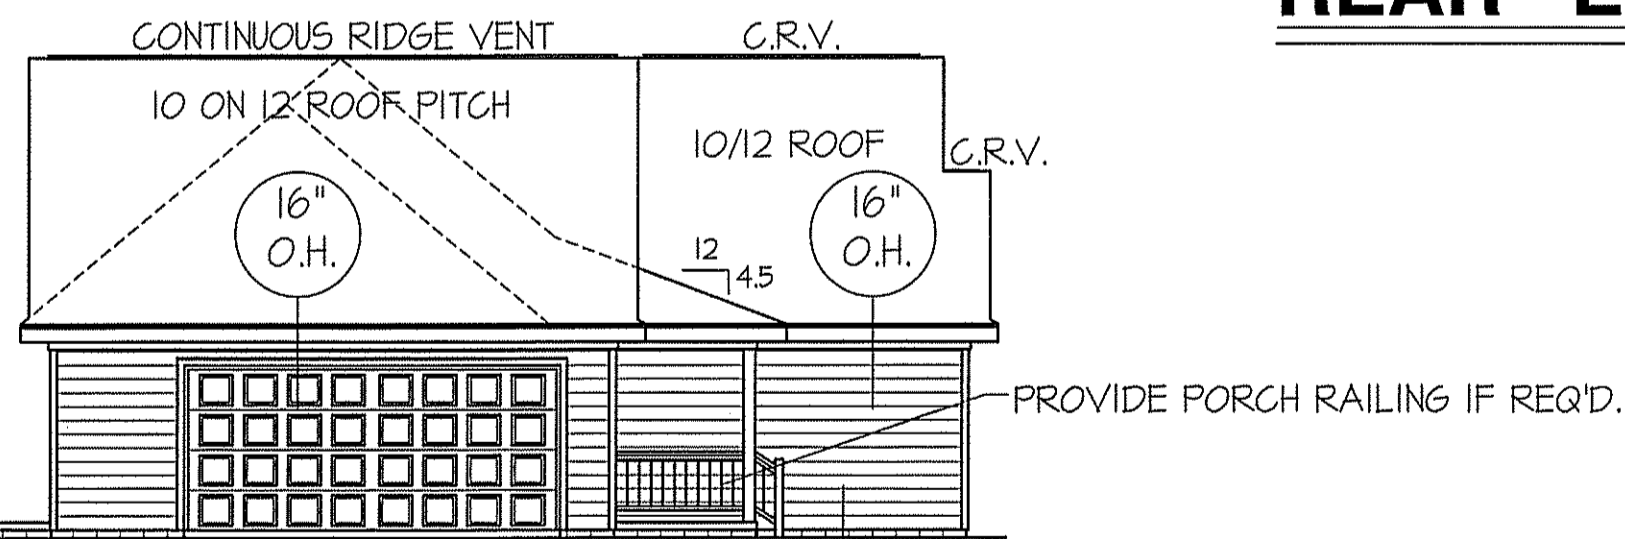 REAR
CONTINUOUS RIDGE VENT
C.R.V.
10 ON 12 ROOF PITCH
10/12 ROOF
C.R.V.
16"
O.H.
16"
O.H.
12
4.5
PROVIDE PORCH RAILING IF REQ'D.